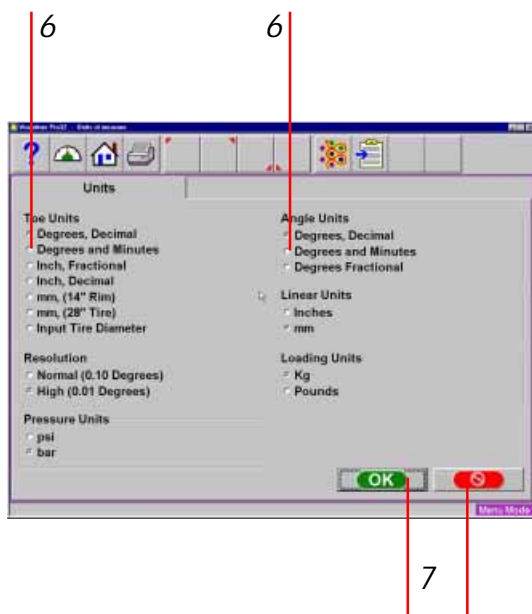 6 6
Units of measure
?
Units
Toe Units
Degrees, Decimal
Degrees and Minutes
Inch, Fractional
Inch, Decimal
mm, (14" Rim)
mm, (28" Tire)
Input Tire Diameter
Resolution
Normal (0.10 Degrees)
High (0.01 Degrees)
Pressure Units
psi
bar
Angle Units
Degrees, Decimal
Degrees and Minutes
Degrees Fractional
Linear Units
Inches
mm
Loading Units
Kg
Pounds
OK
Menu Mode
7